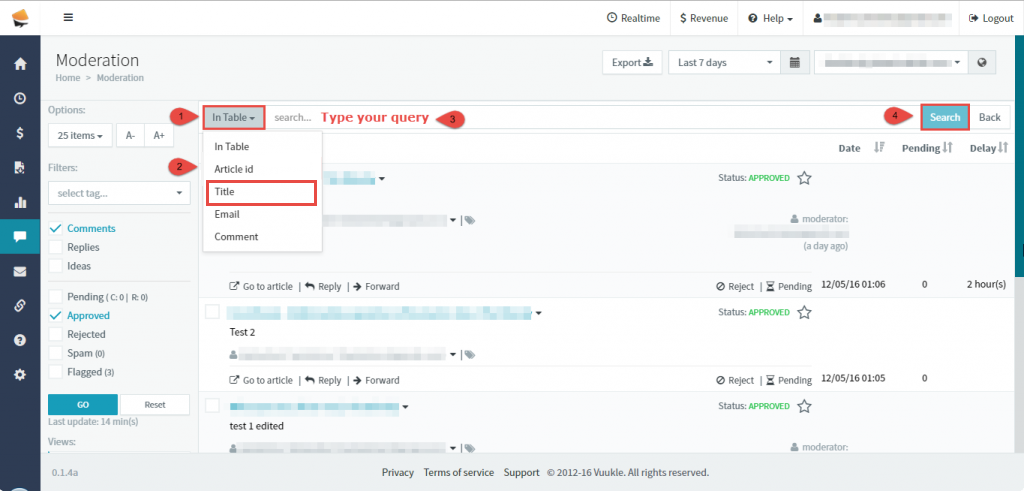 Realtime $ Revenue Help Logout
Moderation
Home > Moderation
Export Last 7 days
Options:
1 In Table search... Type your query 3 4 Search Back
25 items A- A+
Date Pending Delay
In Table
2 Article id
Filters:
Status: APPROVED
select tag...
Title
Email
moderator:
Comments
Comment
(a day ago)
Replies
Ideas
Go to article | Reply | Forward Reject | Pending 12/05/16 01:06 0 2 hour(s)
Pending ( C: 0 | R: 0)
Approved
Status: APPROVED
Rejected
Test 2
Spam (0)
Flagged (3)
Go to article | Reply | Forward Reject | Pending 12/05/16 01:05 0
GO Reset
Status: APPROVED
Last update: 14 min(s)
test 1 edited
Views:
moderator:
0.1.4a Privacy Terms of service Support © 2012-16 Vuukle. All rights reserved.